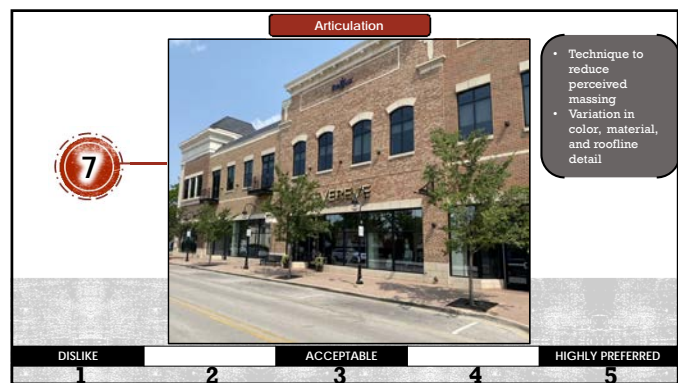 Articulation
• Technique to
reduce
perceived
massing
• Variation in
color, material,
and roofline
detail
7
EVEREVE
DISLIKE
ACCEPTABLE
HIGHLY PREFERRED
1
2
3
4
5